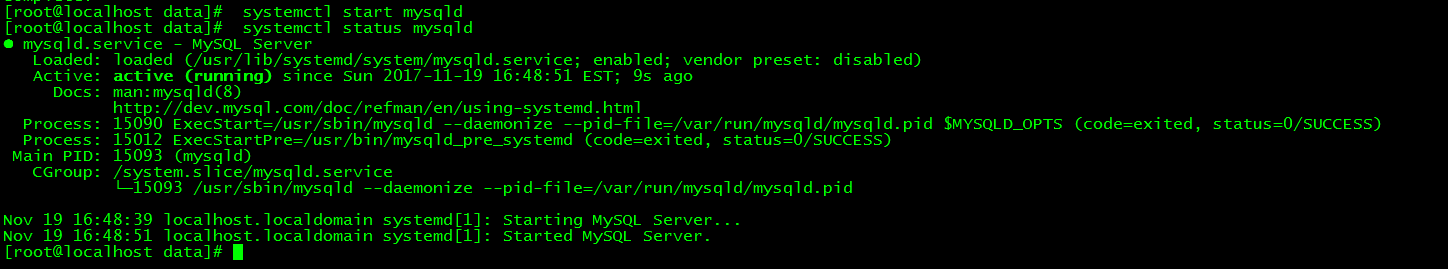 [root@localhost data]#  systemctl start mysqld
[root@localhost data]#  systemctl status mysqld
● mysqld.service - MySQL Server
   Loaded: loaded (/usr/lib/systemd/system/mysqld.service; enabled; vendor preset: disabled)
   Active: active (running) since Sun 2017-11-19 16:48:51 EST; 9s ago
     Docs: man:mysqld(8)
           http://dev.mysql.com/doc/refman/en/using-systemd.html
  Process: 15090 ExecStart=/usr/sbin/mysqld --daemonize --pid-file=/var/run/mysqld/mysqld.pid $MYSQLD_OPTS (code=exited, status=0/SUCCESS)
  Process: 15012 ExecStartPre=/usr/bin/mysqld_pre_systemd (code=exited, status=0/SUCCESS)
 Main PID: 15093 (mysqld)
   CGroup: /system.slice/mysqld.service
           └─15093 /usr/sbin/mysqld --daemonize --pid-file=/var/run/mysqld/mysqld.pid
Nov 19 16:48:39 localhost.localdomain systemd[1]: Starting MySQL Server...
Nov 19 16:48:51 localhost.localdomain systemd[1]: Started MySQL Server.
[root@localhost data]#